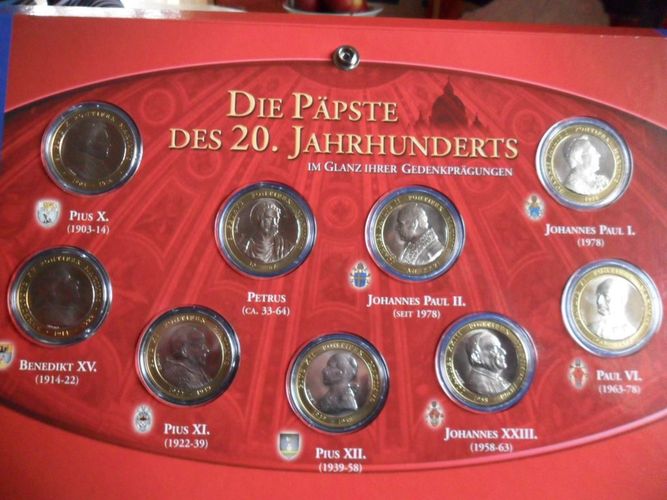 DIE PÄPSTE
DES 20. JAHRHUNDERTS
IM GLANZ IHRER GEDENKPRÄGUNGEN
PIUS X.
(1903-14)
PETRUS
(CA. 33-64)
JOHANNES PAUL II.
(SEIT 1978)
JOHANNES PAUL I.
(1978)
BENEDIKT XV.
(1914-22)
PIUS XI.
(1922-39)
PIUS XII.
(1939-58)
JOHANNES XXIII.
(1958-63)
PAUL VI.
(1963-78)